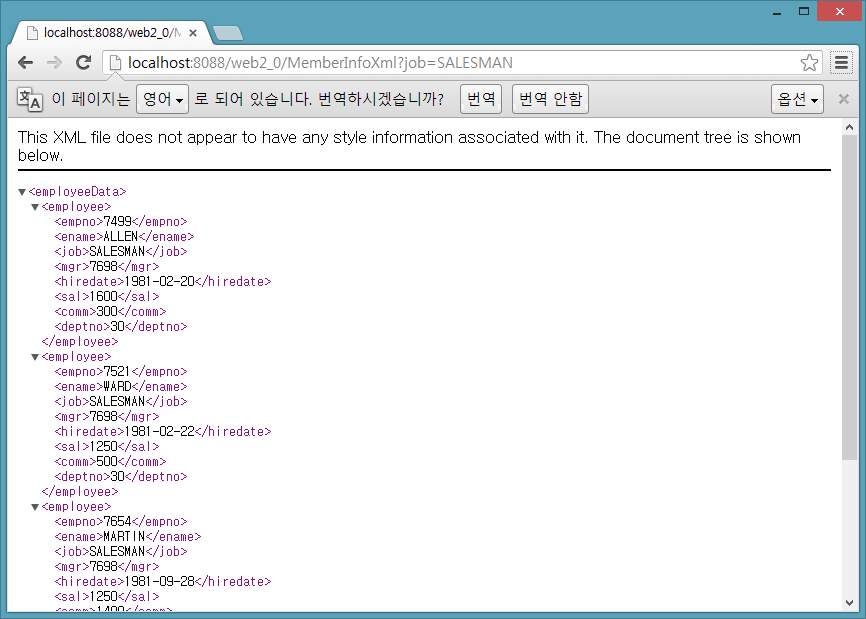 localhost:8088/web2_0/M
localhost:8088/web2_0/MemberInfoXml?job=SALESMAN
이 페이지는 영어 로 되어 있습니다. 번역하시겠습니까? 번역 번역 안함 옵션
This XML file does not appear to have any style information associated with it. The document tree is shown
below.
<employeeData>
<employee>
<empno>7499</empno>
<ename>ALLEN</ename>
<job>SALESMAN</job>
<mgr>7698</mgr>
<hiredate>1981-02-20</hiredate>
<sal>1600</sal>
<comm>300</comm>
<deptno>30</deptno>
</employee>
<employee>
<empno>7521</empno>
<ename>WARD</ename>
<job>SALESMAN</job>
<mgr>7698</mgr>
<hiredate>1981-02-22</hiredate>
<sal>1250</sal>
<comm>500</comm>
<deptno>30</deptno>
</employee>
<employee>
<empno>7654</empno>
<ename>MARTIN</ename>
<job>SALESMAN</job>
<mgr>7698</mgr>
<hiredate>1981-09-28</hiredate>
<sal>1250</sal>
<comm>1400</comm>